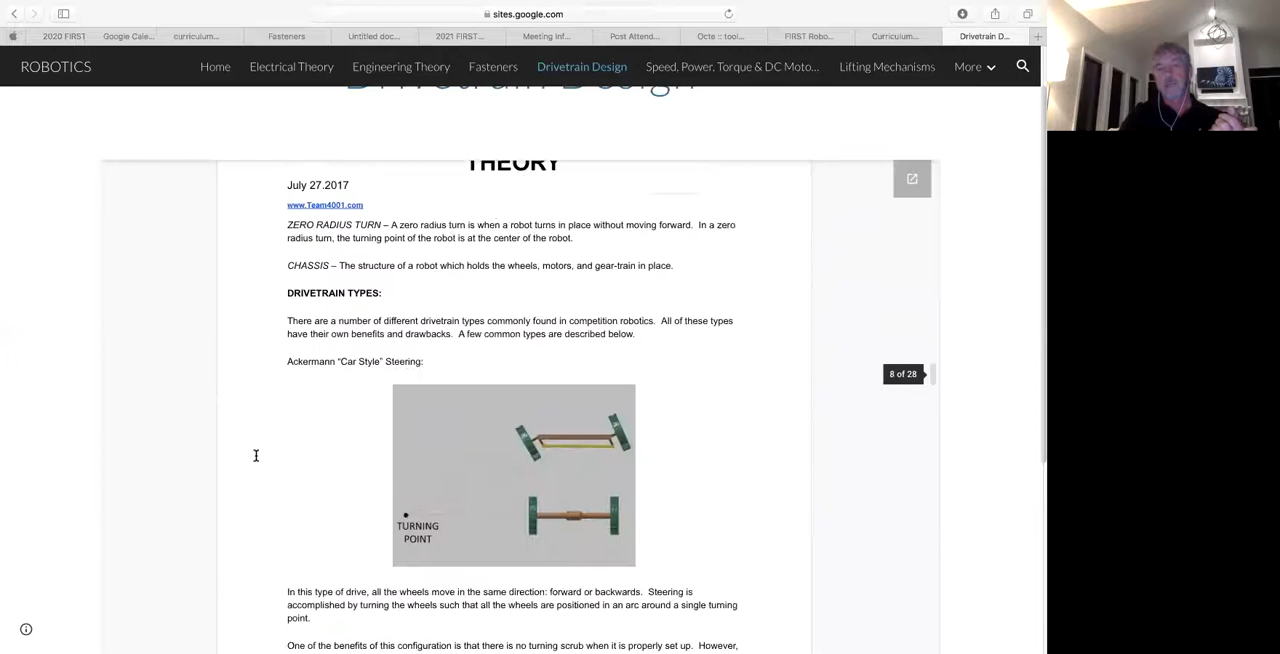 sites.google.com
2020 FIRST
Google Cale...
curriculum...
Fasteners
Untitled doc...
2021 FIRST...
Meeting Inf...
Post Attend...
Octe :: tool...
FIRST Robo...
Curriculum...
Drivetrain D...
ROBOTICS
Home
Electrical Theory
Engineering Theory
Fasteners
Drivetrain Design
Speed, Power, Torque & DC Moto...
Lifting Mechanisms
More
Drivetrain Design
THEORY
July 27.2017
www.Team4001.com
ZERO RADIUS TURN – A zero radius turn is when a robot turns in place without moving forward. In a zero
radius turn, the turning point of the robot is at the center of the robot.
CHASSIS – The structure of a robot which holds the wheels, motors, and gear-train in place.
DRIVETRAIN TYPES:
There are a number of different drivetrain types commonly found in competition robotics. All of these types
have their own benefits and drawbacks. A few common types are described below.
8 of 28
Ackermann “Car Style” Steering:
TURNING
POINT
In this type of drive, all the wheels move in the same direction: forward or backwards. Steering is
accomplished by turning the wheels such that all the wheels are positioned in an arc around a single turning
point.
One of the benefits of this configuration is that there is no turning scrub when it is properly set up. However,